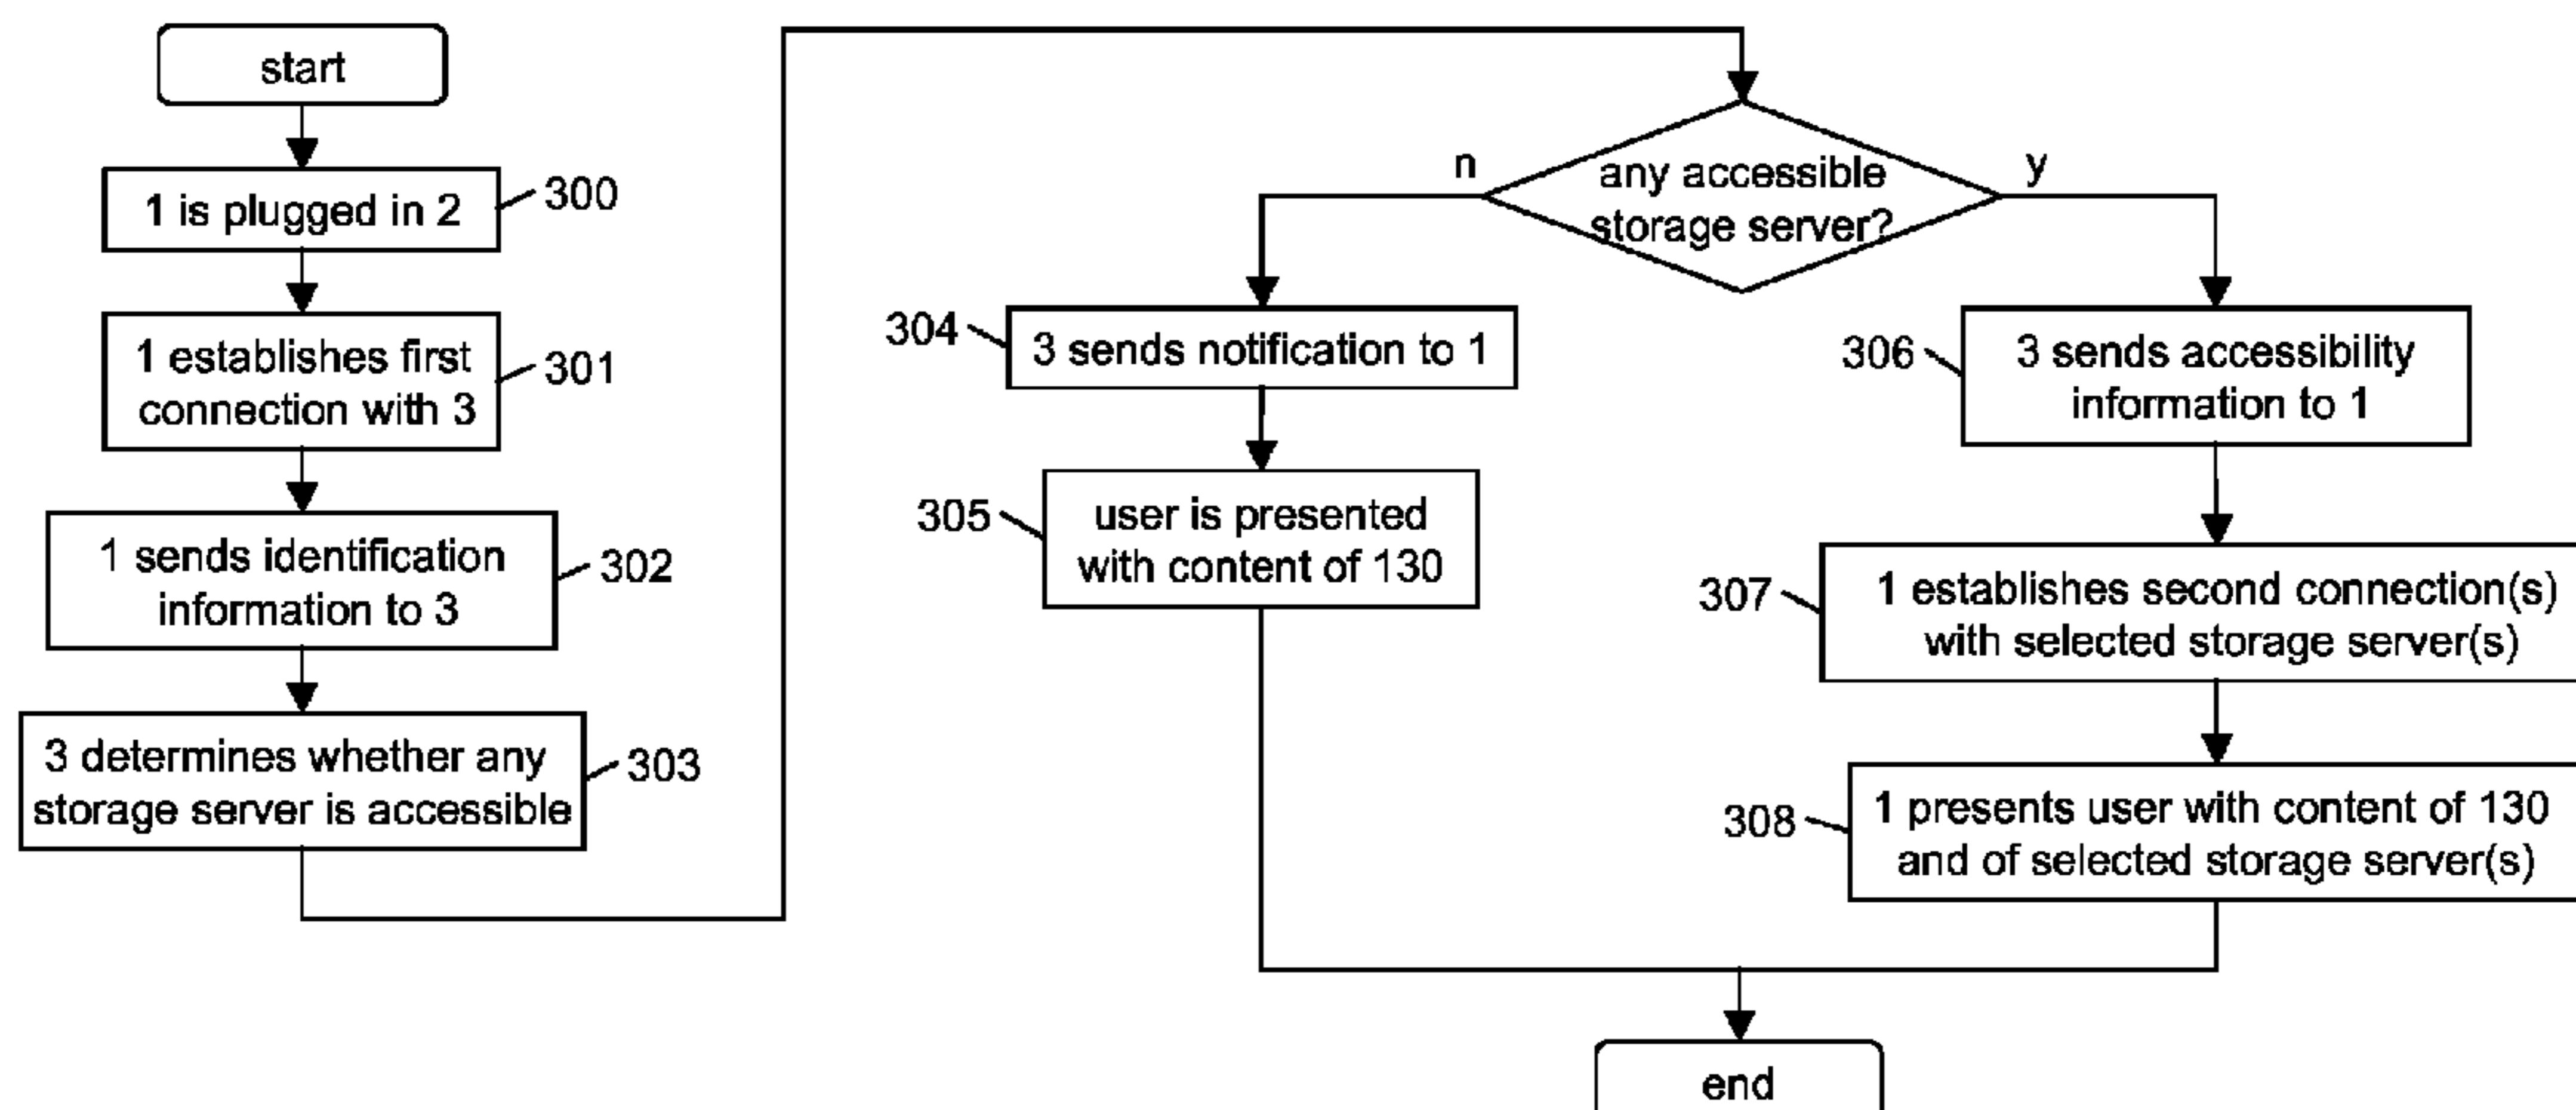 start
1 is plugged in 2
300
1 establishes first
connection with 3
301
1 sends identification
information to 3
302
3 determines whether any
storage server is accessible
303
any accessible
storage server?
n
y
304
3 sends notification to 1
305
user is presented
with content of 130
306
3 sends accessibility
information to 1
307
1 establishes second connection(s)
with selected storage server(s)
308
1 presents user with content of 130
and of selected storage server(s)
end